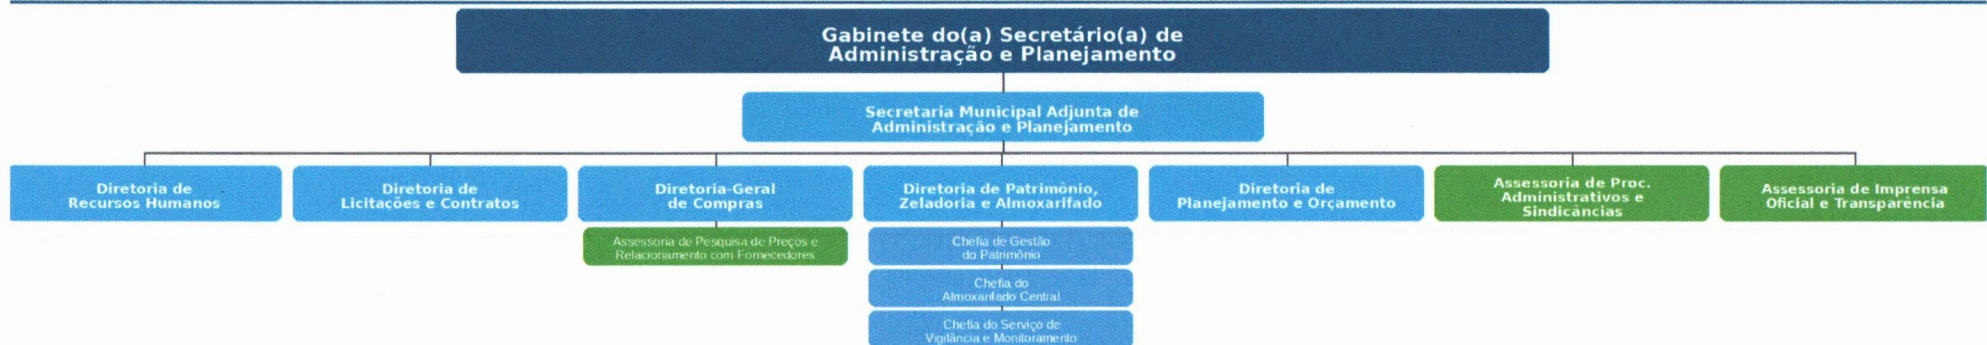 Gabinete do(a) Secretário(a) de
Administração e Planejamento
Secretaria Municipal Adjunta de
Administração e Planejamento
Diretoria de
Recursos Humanos
Diretoria de
Licitações e Contratos
Diretoria-Geral
de Compras
Diretoria de Patrimônio,
Zeladoria e Almoxarifado
Diretoria de
Planejamento e Orçamento
Assessoria de Proc.
Administrativos e
Sindicâncias
Assessoria de Imprensa
Oficial e Transparência
Assessoria de Pesquisa de Preços e
Relacionamento com Fornecedores
Chefia de Gestão
do Patrimônio
Chefia do
Almoxarifado Central
Chefia do Serviço de
Vigilância e Monitoramento